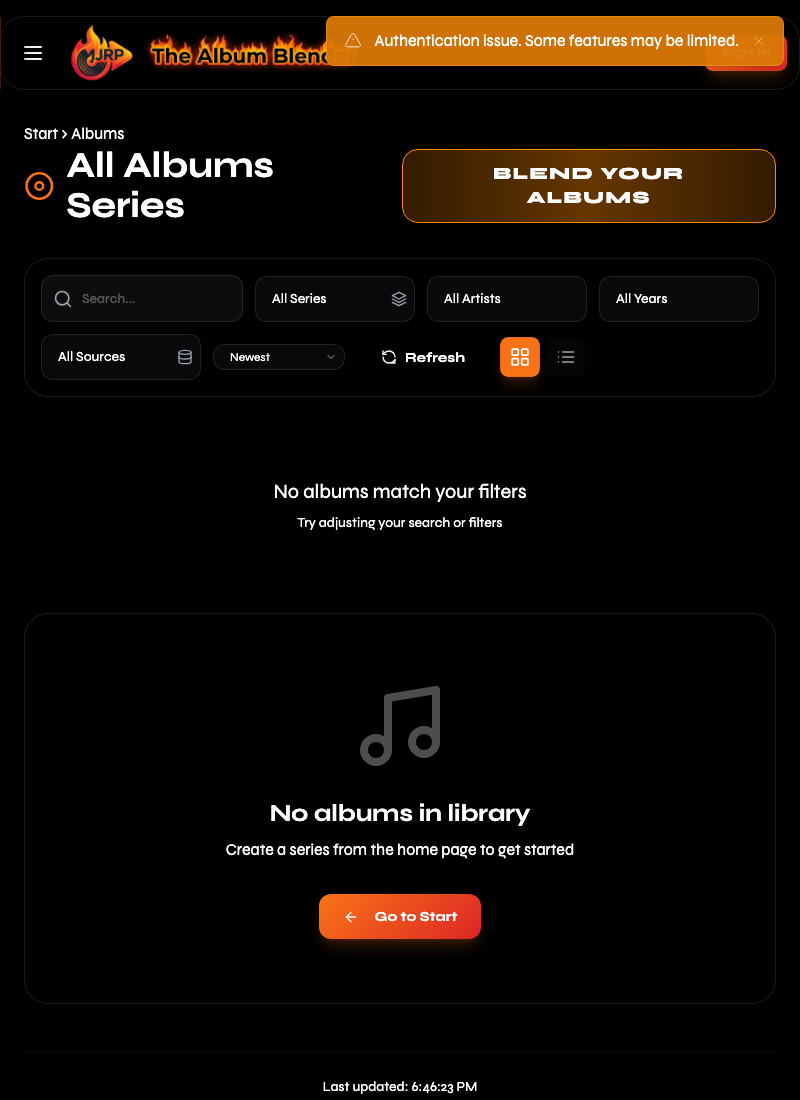 MJRP
The Album Blender
Authentication issue. Some features may be limited.
Sign in
Start › Albums
All Albums
Series
BLEND YOUR
ALBUMS
Search...
All Series
All Artists
All Years
All Sources
Newest
Refresh
No albums match your filters
Try adjusting your search or filters
No albums in library
Create a series from the home page to get started
Go to Start
Last updated: 6:46:23 PM